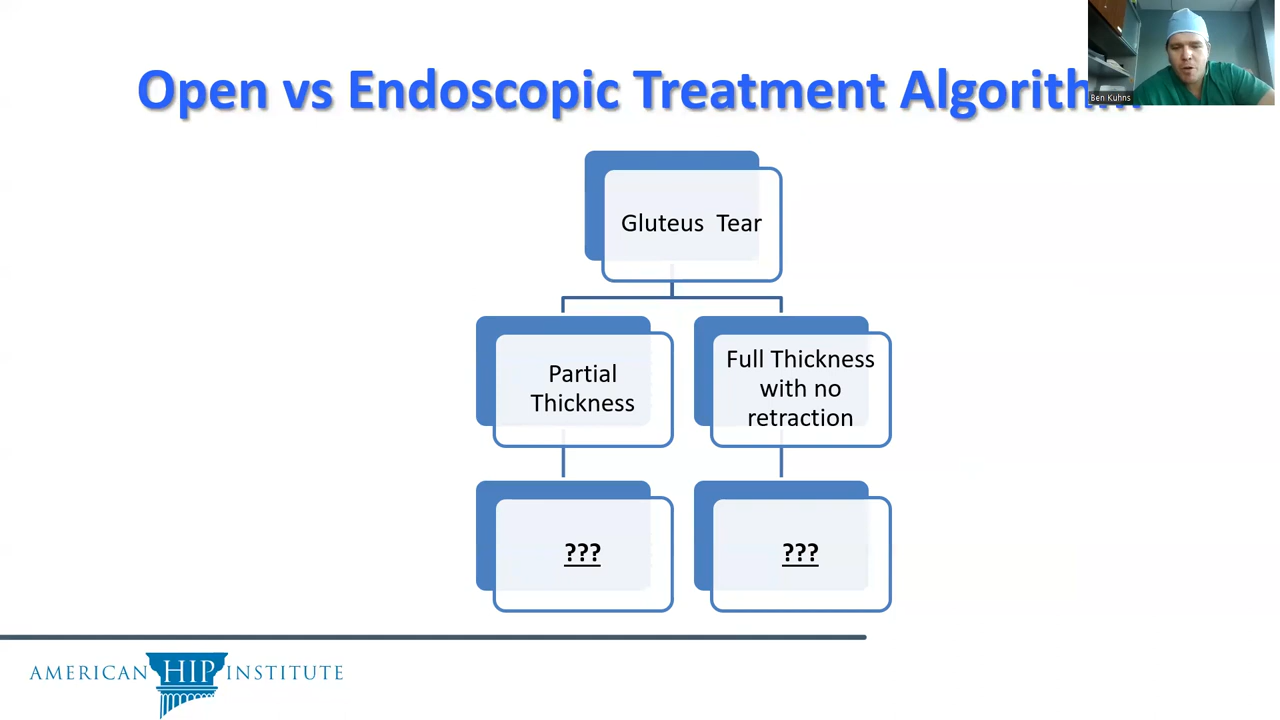 Open vs Endoscopic Treatment Algorithm
Ben Kuhns
Gluteus  Tear
Partial
Thickness
Full Thickness
with no
retraction
???
???
AMERICAN HIP INSTITUTE